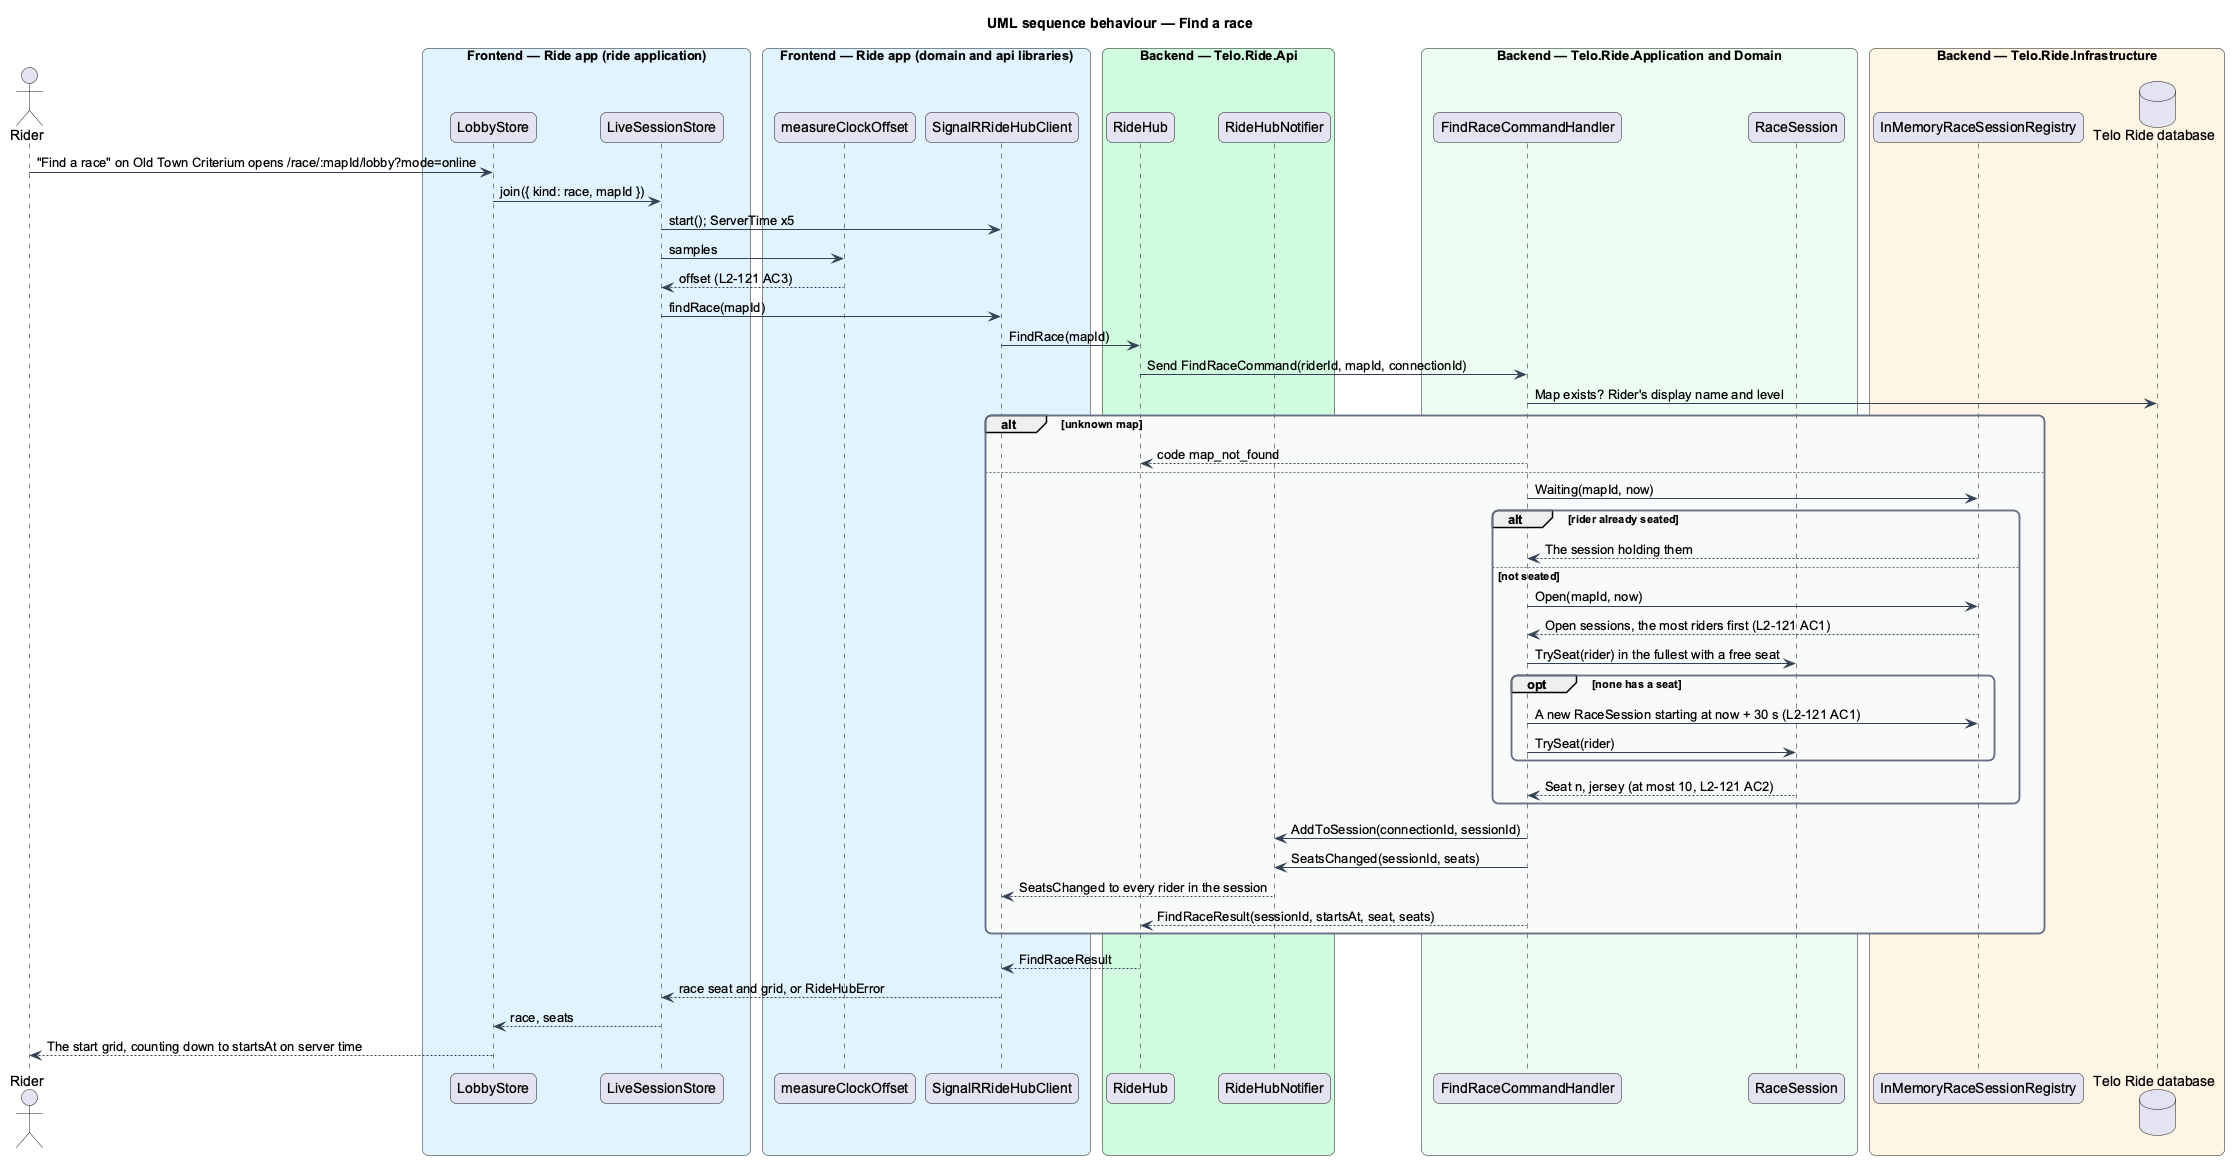 UML sequence behaviour — Find a race
Frontend — Ride app (ride application)
Frontend — Ride app (domain and api libraries)
Backend — Telo.Ride.Api
Backend — Telo.Ride.Application and Domain
Backend — Telo.Ride.Infrastructure
Rider
LobbyStore
LiveSessionStore
measureClockOffset
SignalRRideHubClient
RideHub
RideHubNotifier
FindRaceCommandHandler
RaceSession
InMemoryRaceSessionRegistry
Telo Ride database
"Find a race" on Old Town Criterium opens /race/:mapId/lobby?mode=online
join({ kind: race, mapId })
start(); ServerTime x5
samples
offset (L2-121 AC3)
findRace(mapId)
FindRace(mapId)
Send FindRaceCommand(riderId, mapId, connectionId)
Map exists? Rider's display name and level
alt [unknown map]
code map_not_found
Waiting(mapId, now)
alt [rider already seated]
The session holding them
[not seated]
Open(mapId, now)
Open sessions, the most riders first (L2-121 AC1)
TrySeat(rider) in the fullest with a free seat
opt [none has a seat]
A new RaceSession starting at now + 30 s (L2-121 AC1)
TrySeat(rider)
Seat n, jersey (at most 10, L2-121 AC2)
AddToSession(connectionId, sessionId)
SeatsChanged(sessionId, seats)
SeatsChanged to every rider in the session
FindRaceResult(sessionId, startsAt, seat, seats)
FindRaceResult
race seat and grid, or RideHubError
race, seats
The start grid, counting down to startsAt on server time
Rider
LobbyStore
LiveSessionStore
measureClockOffset
SignalRRideHubClient
RideHub
RideHubNotifier
FindRaceCommandHandler
RaceSession
InMemoryRaceSessionRegistry
Telo Ride database